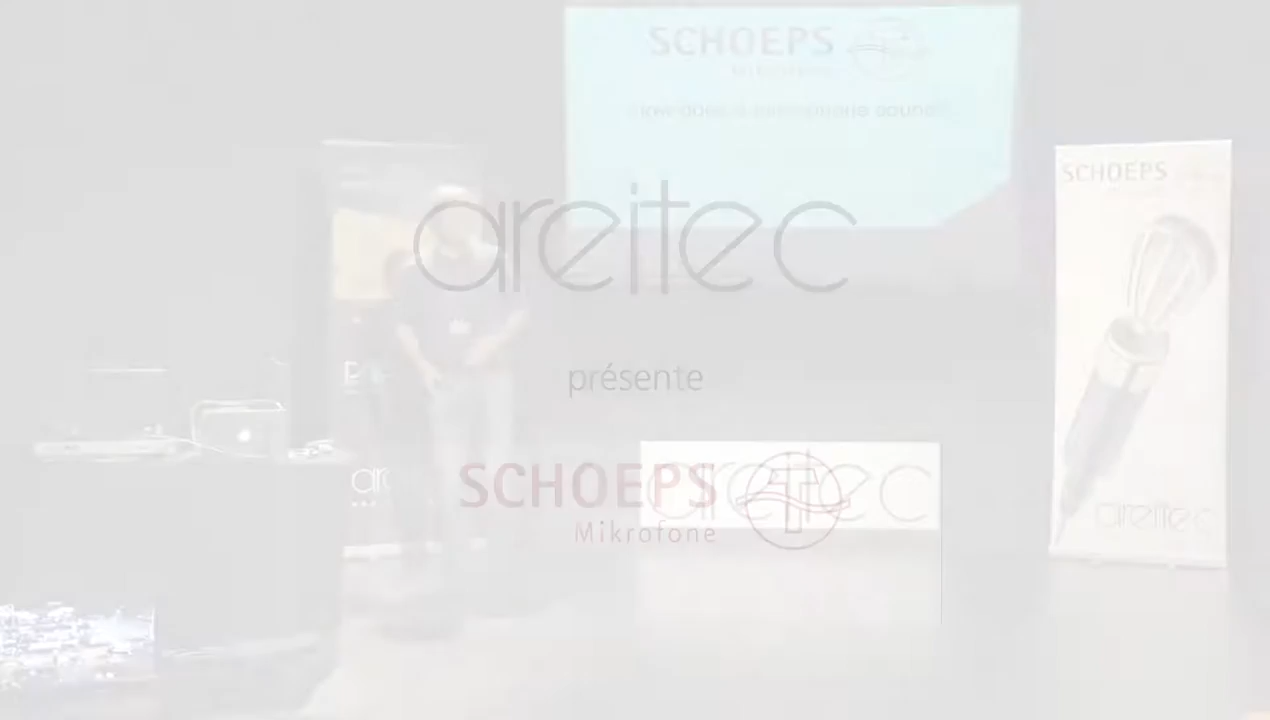 SCHOEPS
SCHOEPS
areitec
présente
SCHOEPS
Mikrofone
areitec
areitec